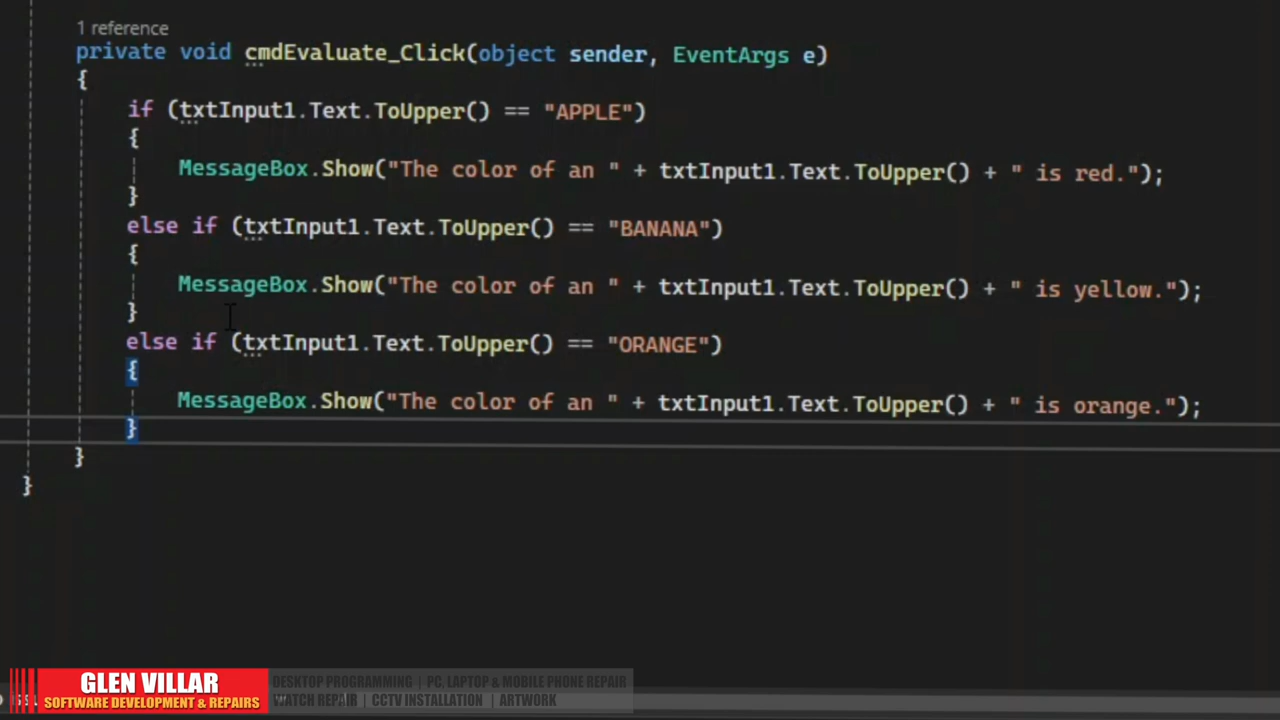 1 reference
private void cmdEvaluate_Click(object sender, EventArgs e)
{
if (txtInput1.Text.ToUpper() == "APPLE")
{
MessageBox.Show("The color of an " + txtInput1.Text.ToUpper() + " is red.");
}
else if (txtInput1.Text.ToUpper() == "BANANA")
{
MessageBox.Show("The color of an " + txtInput1.Text.ToUpper() + " is yellow.");
}
else if (txtInput1.Text.ToUpper() == "ORANGE")
{
MessageBox.Show("The color of an " + txtInput1.Text.ToUpper() + " is orange.");
}
}
}
GLEN VILLAR
SOFTWARE DEVELOPMENT & REPAIRS
DESKTOP PROGRAMMING | PC, LAPTOP & MOBILE PHONE REPAIR
WATCH REPAIR | CCTV INSTALLATION | ARTWORK